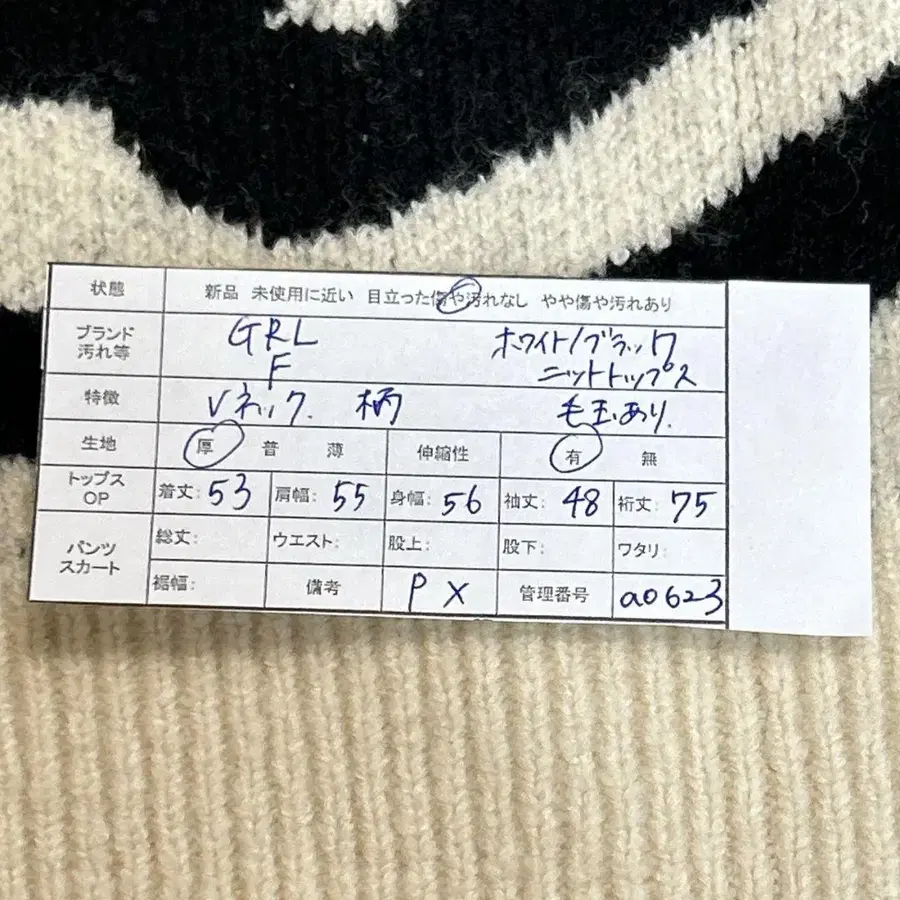 状態 新品 未使用に近い 目立った傷や汚れなし やや傷や汚れあり
ブランド 汚れ等 GRL ホワイト/ブラック
F ニットトップス
特徴 Vネック. 柄 毛玉あり.
生地 厚 普 薄 伸縮性 有 無
トップス OP 着丈: 53 肩幅: 55 身幅: 56 袖丈: 48 裄丈: 75
パンツ スカート 総丈: ウエスト: 股上: 股下: ワタリ:
裾幅: 備考 P X 管理番号 a0623